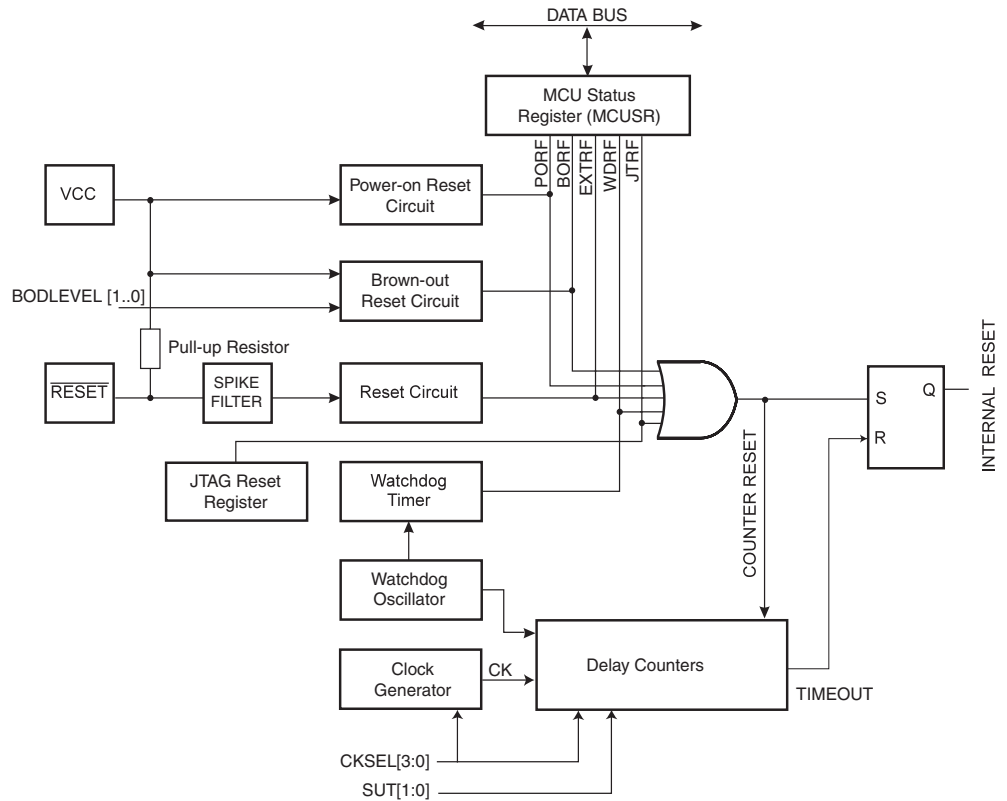 DATA BUS
MCU Status
Register (MCUSR)
PORF
BORF
EXTRF
WDRF
JTRF
VCC
Power-on Reset
Circuit
Brown-out
Reset Circuit
BODLEVEL [1..0]
Pull-up Resistor
RESET
SPIKE
FILTER
Reset Circuit
JTAG Reset
Register
Watchdog
Timer
Watchdog
Oscillator
Clock
Generator
CK
Delay Counters
CKSEL[3:0]
SUT[1:0]
COUNTER RESET
TIMEOUT
S
R
Q
INTERNAL RESET